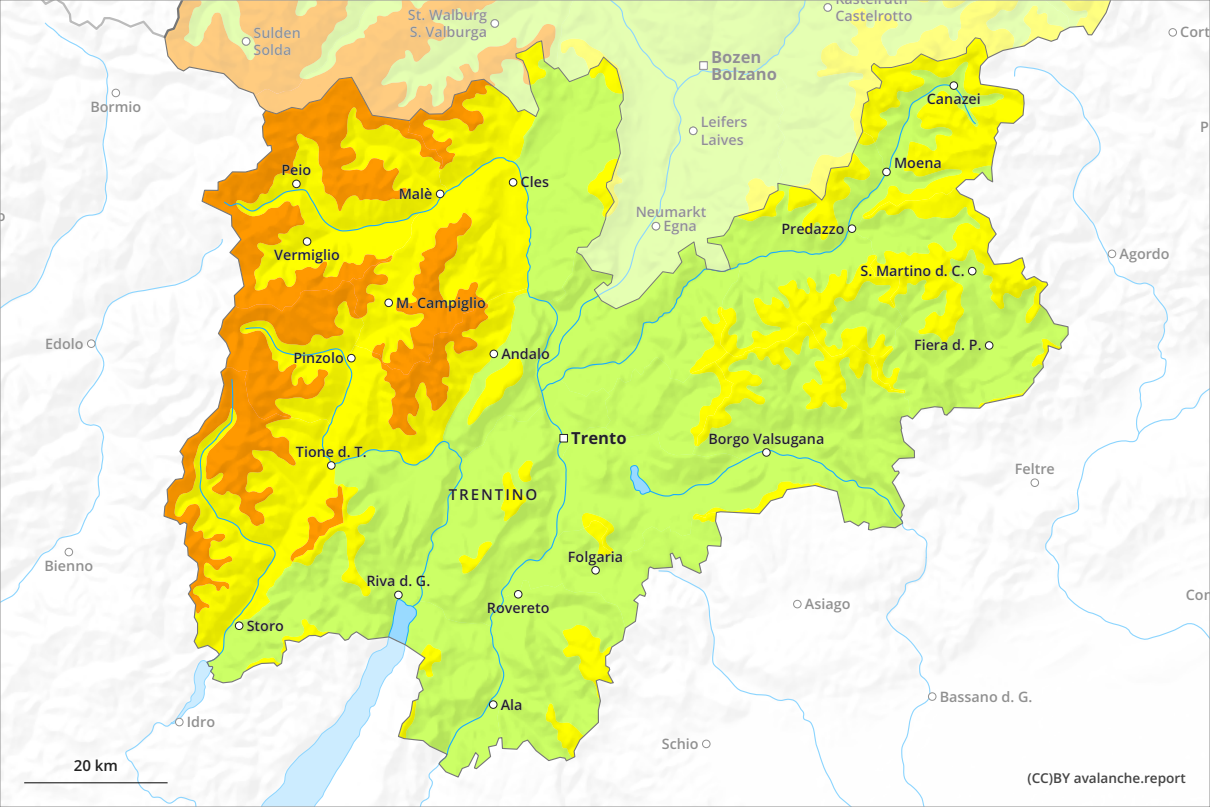 Kastelruth
Castelrotto
St. Walburg
S. Valburga
Sulden
Solda
Cort
Bozen
Bolzano
Bormio
Canazei
Leifers
Laives
Moena
Peio
Malè
Cles
Neumarkt
Egna
Predazzo
Vermiglio
Agordo
S. Martino d. C.
M. Campiglio
Edolo
Pinzolo
Andalo
Fiera d. P.
Trento
Borgo Valsugana
Tione d. T.
Feltre
TRENTINO
Bienno
Folgaria
Riva d. G.
Rovereto
Asiago
Cor
Storo
Bassano d. G.
Ala
Idro
Schio
20 km
(CC)BY avalanche.report